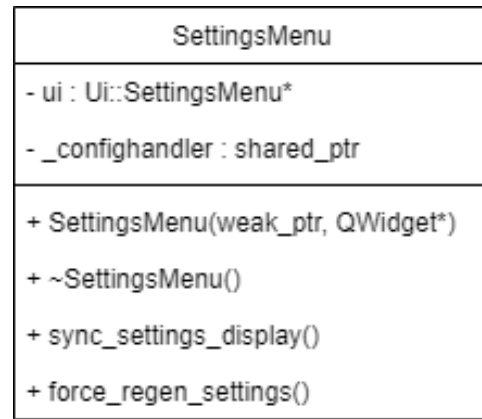 SettingsMenu
- ui : Ui::SettingsMenu*
- _confighandler : shared_ptr
+ SettingsMenu(weak_ptr, QWidget*)
+ ~SettingsMenu()
+ sync_settings_display()
+ force_regen_settings()